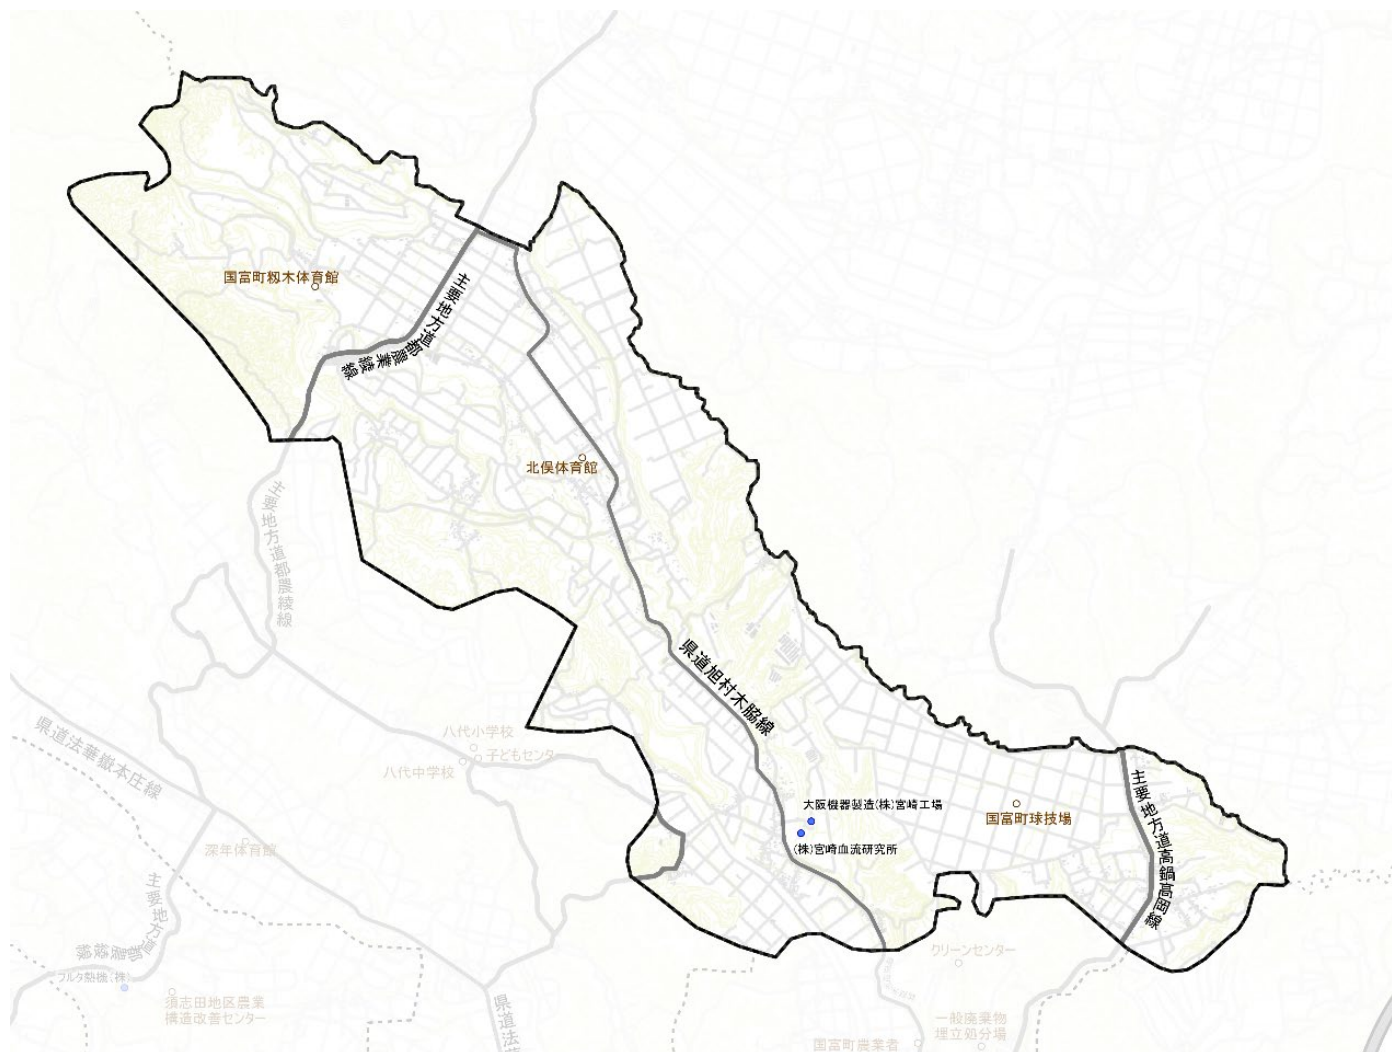 国富町籾木体育館
主要地方道
都農綾線
北俣体育館
主要地方道都農綾線
県道旭村木脇線
八代小学校
子どもセンター
八代中学校
県道法華嶽本庄線
主要地方道高鍋高岡線
大阪機器製造(株)宮崎工場
国富町球技場
(株)宮崎血流研究所
深年体育館
主要地方道
都農綾線
フルタ熱機(株)
須志田地区農業
構造改善センター
クリーンセンター
県道法
一般廃棄物
埋立処分場
国富町農業者